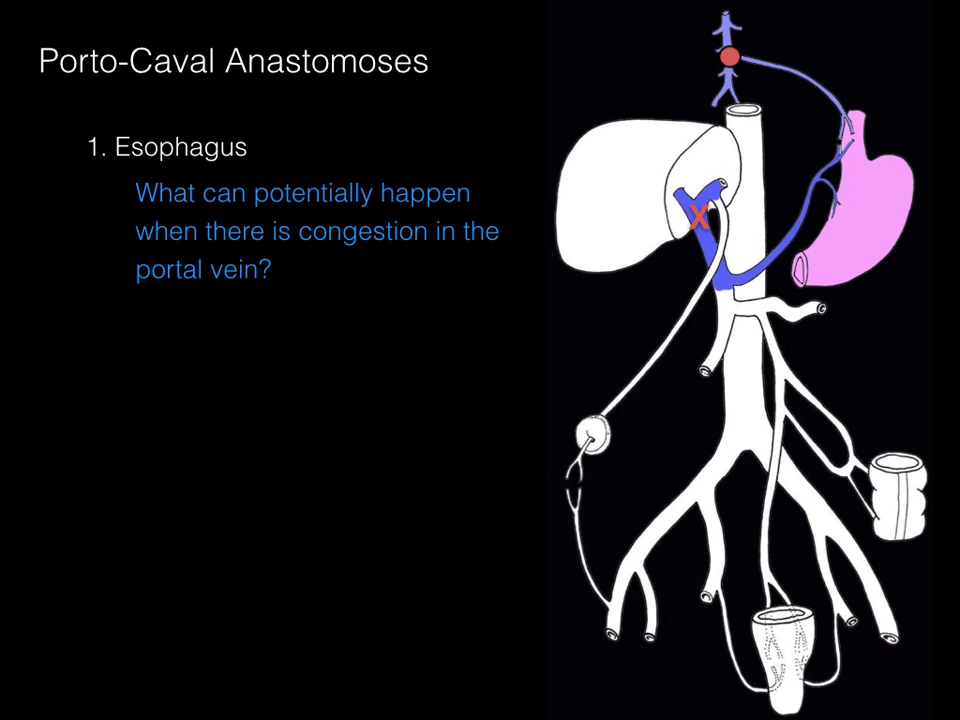 Porto-Caval Anastomoses
1. Esophagus
What can potentially happen
when there is congestion in the
portal vein?
X